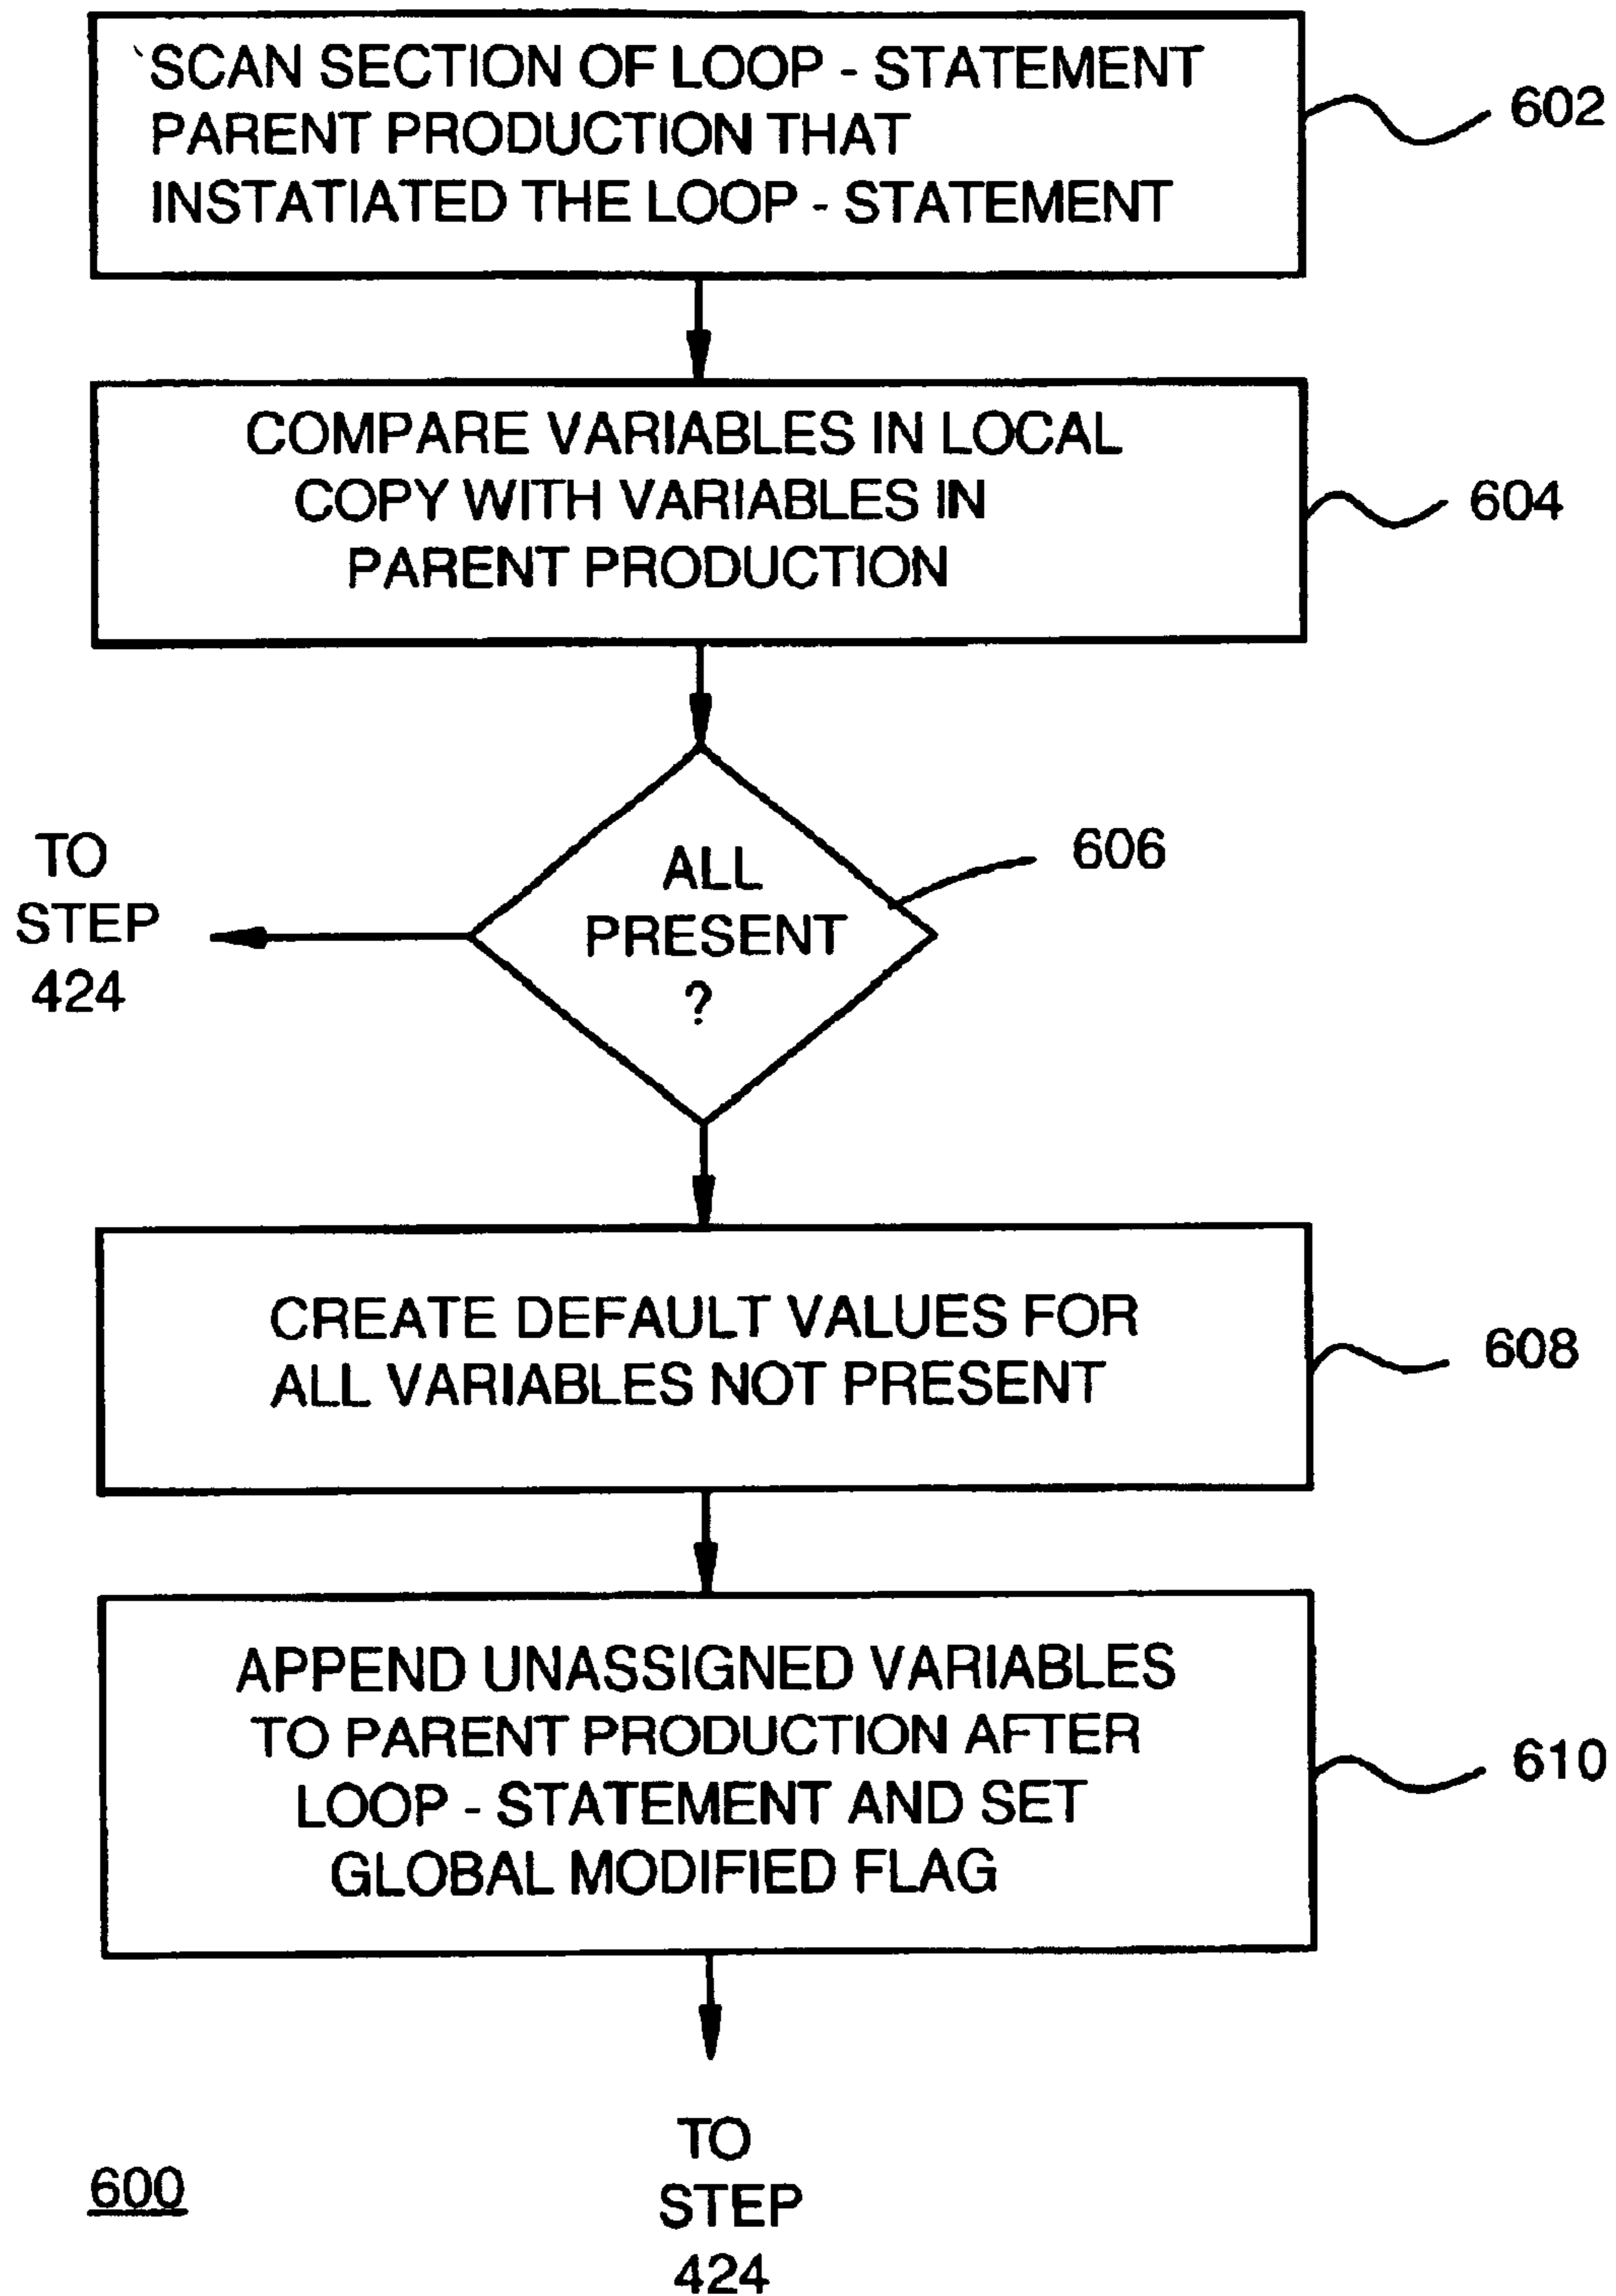 SCAN SECTION OF LOOP - STATEMENT
PARENT PRODUCTION THAT
INSTATIATED THE LOOP - STATEMENT
602
COMPARE VARIABLES IN LOCAL
COPY WITH VARIABLES IN
PARENT PRODUCTION
604
ALL
PRESENT
?
606
TO
STEP
424
CREATE DEFAULT VALUES FOR
ALL VARIABLES NOT PRESENT
608
APPEND UNASSIGNED VARIABLES
TO PARENT PRODUCTION AFTER
LOOP - STATEMENT AND SET
GLOBAL MODIFIED FLAG
610
TO
STEP
424
600